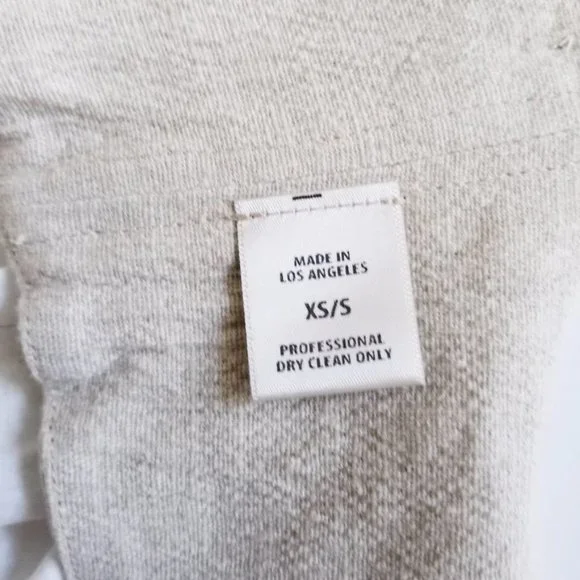 MADE IN
LOS ANGELES
XS/S
PROFESSIONAL
DRY CLEAN ONLY